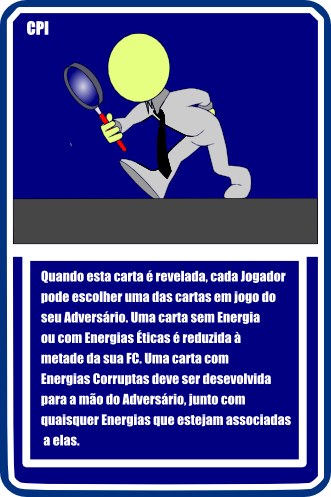 CPI
Quando esta carta é revelada, cada Jogador
pode escolher uma das cartas em jogo do
seu Adversário. Uma carta sem Energia
ou com Energias Éticas é reduzida à
metade da sua FC. Uma carta com
Energias Corruptas deve ser desevolvida
para a mão do Adversário, junto com
quaisquer Energias que estejam associadas
a elas.